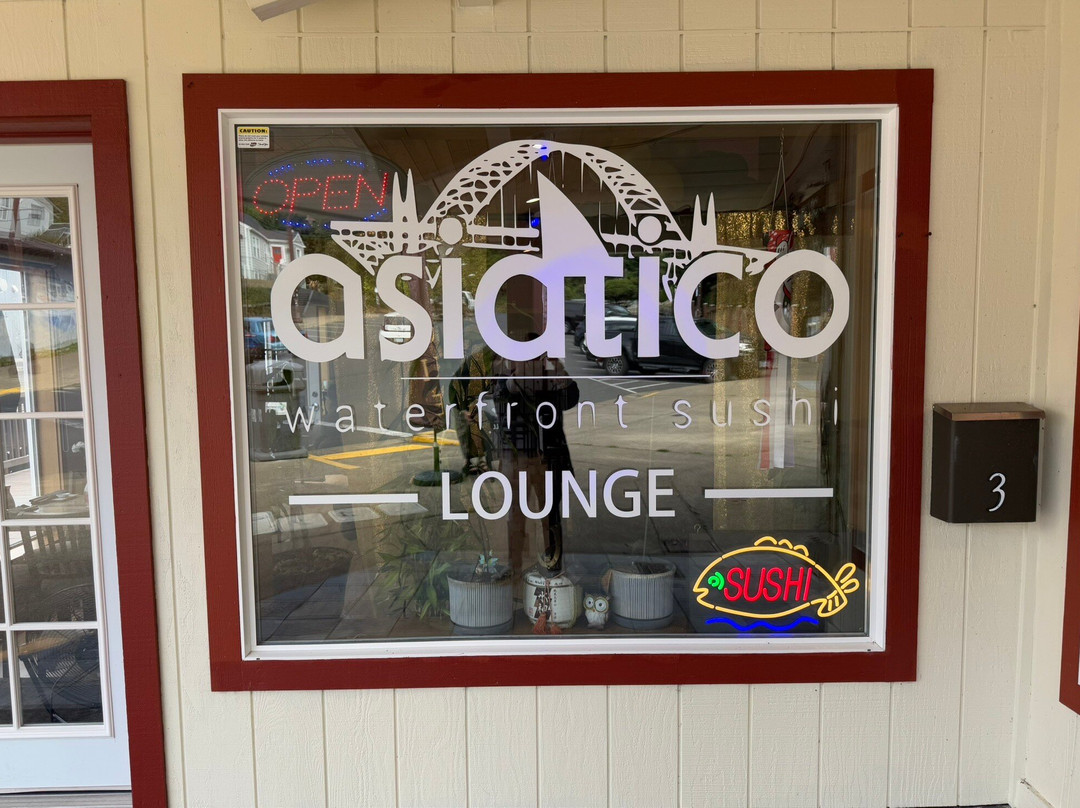 CAUTION:
OPEN
asiatico
waterfront sushi
LOUNGE
3
SUSHI